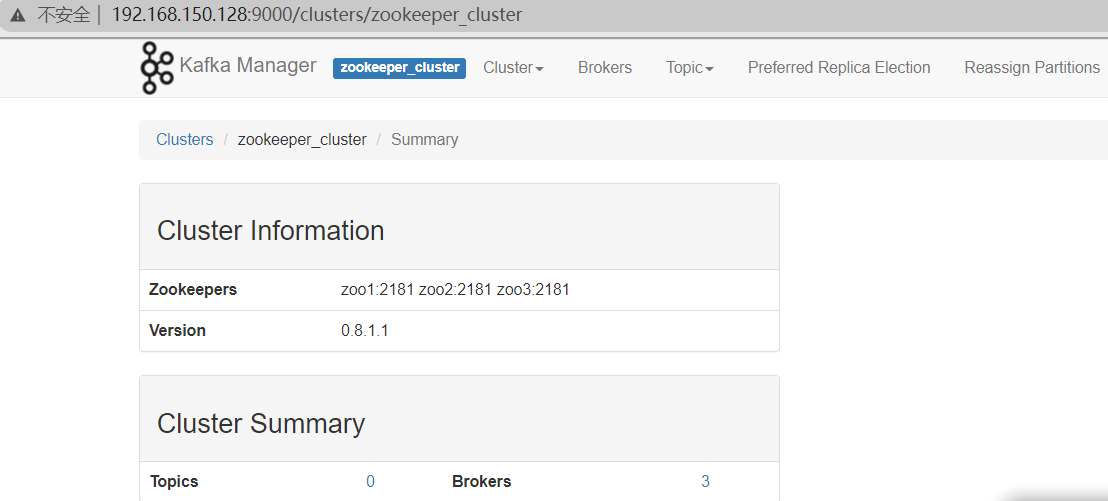 不安全 192.168.150.128:9000/clusters/zookeeper_cluster
Kafka Manager zookeeper_cluster Cluster Brokers Topic Preferred Replica Election Reassign Partitions
Clusters / zookeeper_cluster / Summary
Cluster Information
Zookeepers zoo1:2181 zoo2:2181 zoo3:2181
Version 0.8.1.1
Cluster Summary
Topics 0 Brokers 3